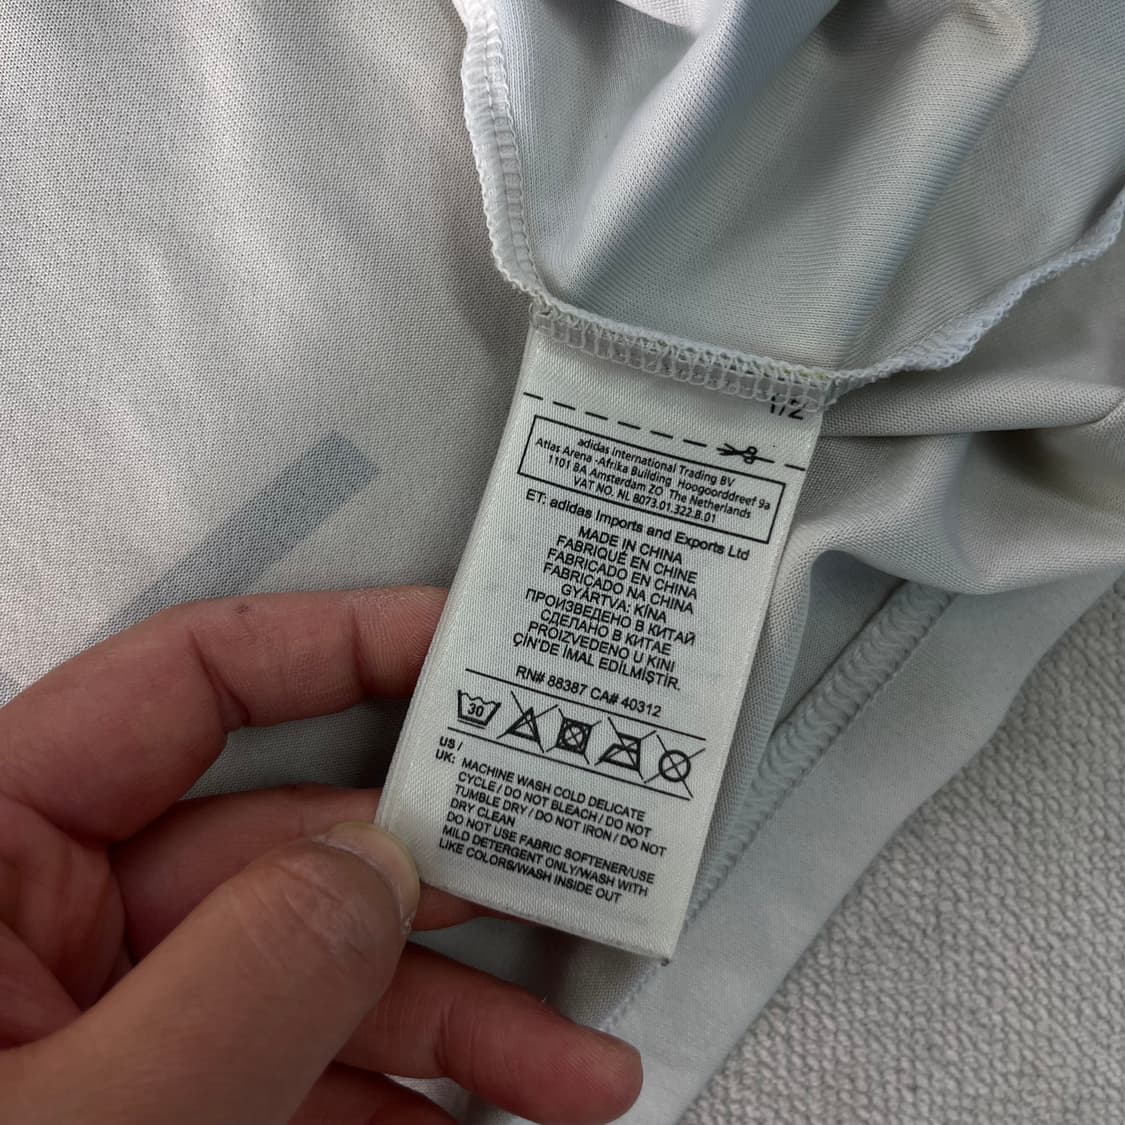 1/2
adidas International Trading BV
Atlas Arena -Afrika Building Hoogoorddreef 9a
1101 BA Amsterdam ZO The Netherlands
VAT NO. NL 8073.01.322.B.01
ET: adidas Imports and Exports Ltd
MADE IN CHINA
FABRIQUÉ EN CHINE
FABRICADO EN CHINA
FABRICADO NA CHINA
GYÁRTVA: KÍNA
ПРОИЗВЕДЕНО В КИТАЙ
СДЕЛАНО В КИТАЕ
PROIZVEDENO U KINI
ÇİN'DE İMAL EDİLMİŞTİR.
RN# 88387 CA# 40312
30
US /
UK: MACHINE WASH COLD DELICATE
CYCLE / DO NOT BLEACH / DO NOT
TUMBLE DRY / DO NOT IRON / DO NOT
DRY CLEAN
DO NOT USE FABRIC SOFTENER/USE
MILD DETERGENT ONLY/WASH WITH
LIKE COLORS/WASH INSIDE OUT